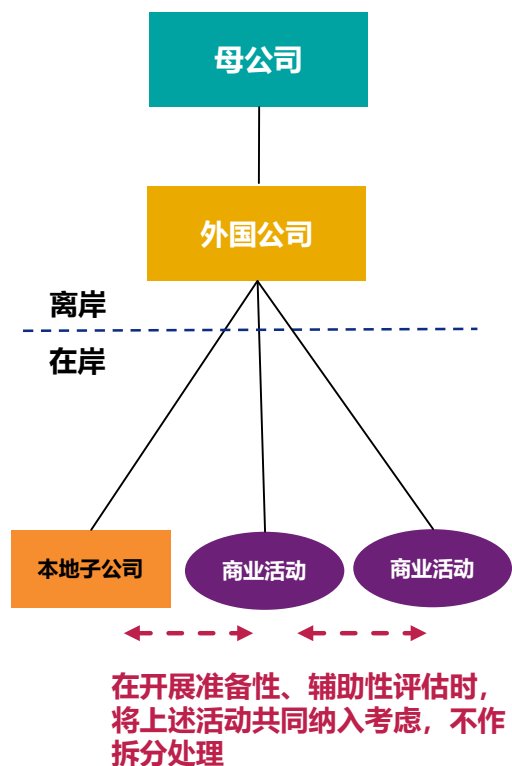 母公司
外国公司
离岸
在岸
本地子公司
商业活动
商业活动
在开展准备性、辅助性评估时，
将上述活动共同纳入考虑，不作
拆分处理